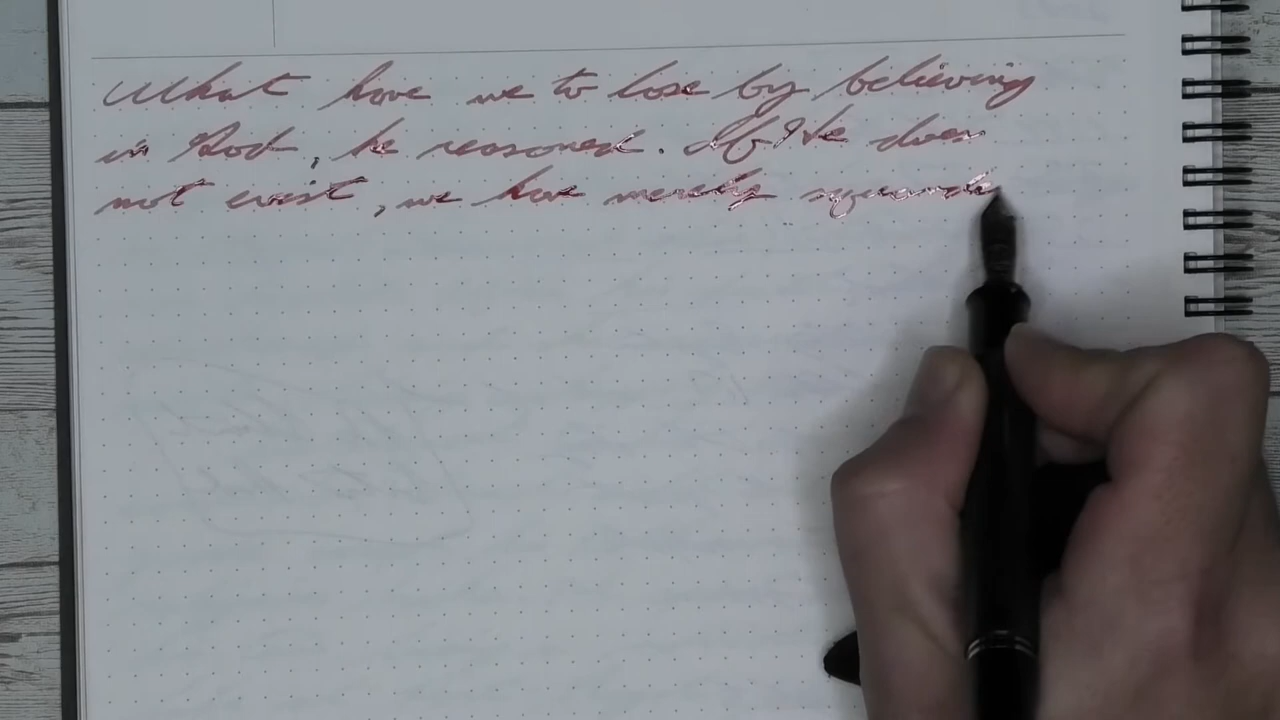 What have we to lose by believing
in God, he reasoned. If He does
not exist, we have merely squande